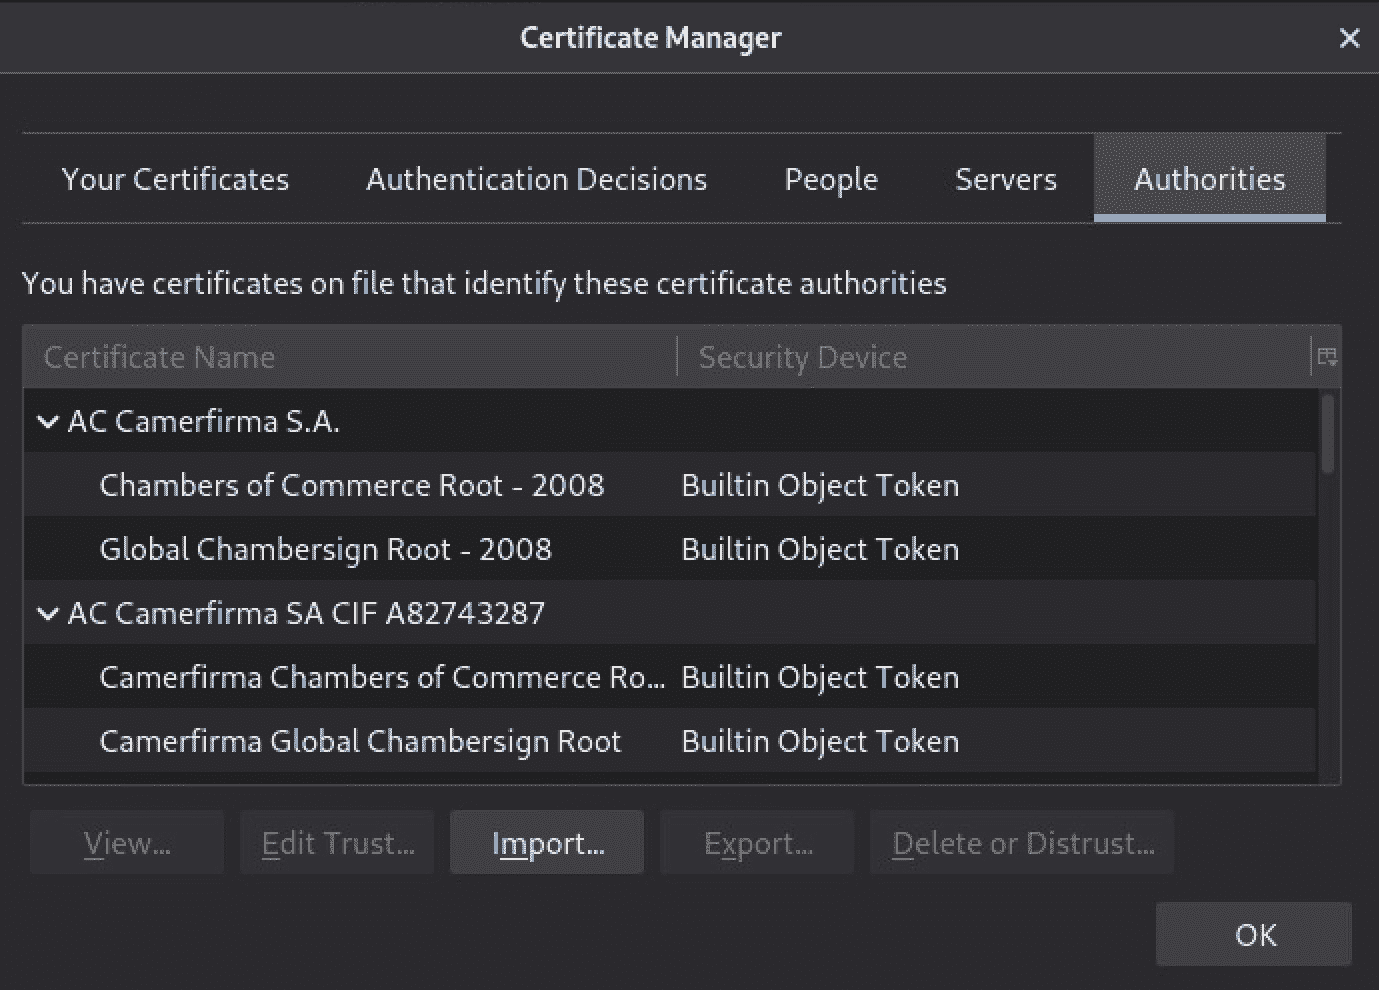 Certificate Manager
Your Certificates Authentication Decisions People Servers Authorities
You have certificates on file that identify these certificate authorities
Certificate Name Security Device
AC Camerfirma S.A.
Chambers of Commerce Root - 2008 Builtin Object Token
Global Chambersign Root - 2008 Builtin Object Token
AC Camerfirma SA CIF A82743287
Camerfirma Chambers of Commerce Ro... Builtin Object Token
Camerfirma Global Chambersign Root Builtin Object Token
View... Edit Trust... Import... Export... Delete or Distrust...
OK